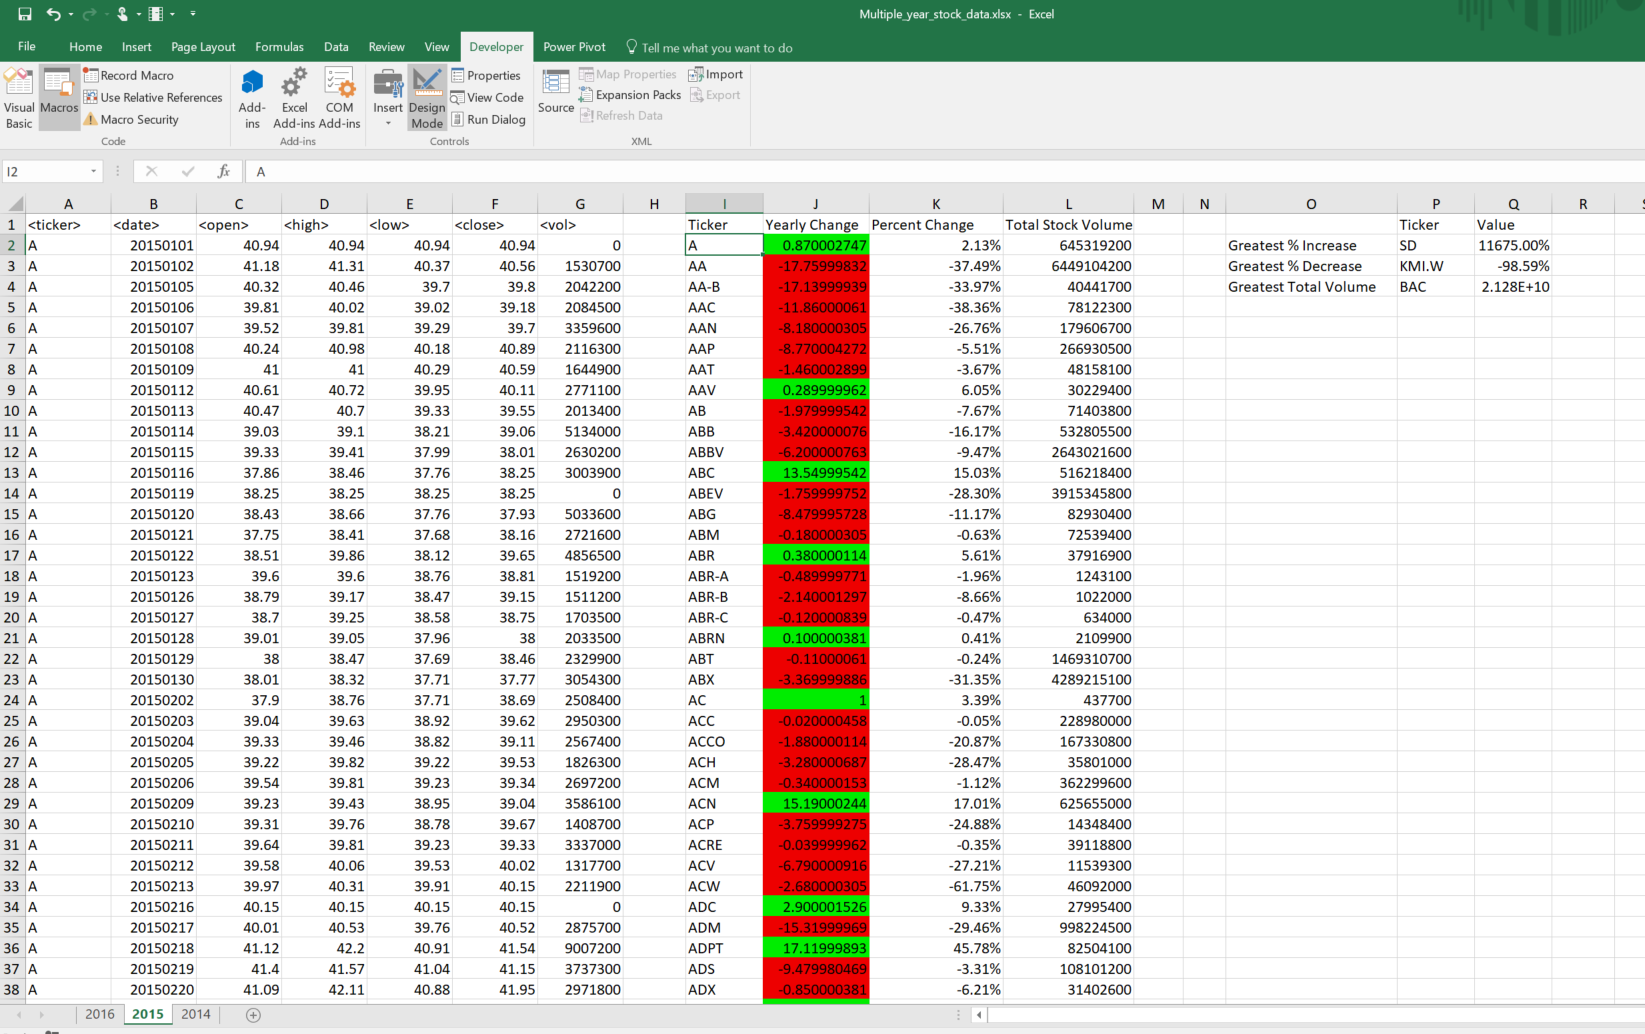 Multiple_year_stock_data.xlsx - Excel
File Home Insert Page Layout Formulas Data Review View Developer Power Pivot Tell me what you want to do
Visual Basic
Macros
Record Macro
Use Relative References
Macro Security
Code
Add-ins
Excel Add-ins
COM Add-ins
Add-ins
Insert
Design Mode
Properties
View Code
Run Dialog
Controls
Source
Map Properties
Expansion Packs
Refresh Data
Import
Export
XML
I2 fx A
A B C D E F G H I J K L M N O P Q R S
1 <ticker> <date> <open> <high> <low> <close> <vol> Ticker Yearly Change Percent Change Total Stock Volume Ticker Value
2 A 20150101 40.94 40.94 40.94 40.94 0 A 0.870002747 2.13% 645319200 Greatest % Increase SD 11675.00%
3 A 20150102 41.18 41.31 40.37 40.56 1530700 AA -17.75999832 -37.49% 6449104200 Greatest % Decrease KMI.W -98.59%
4 A 20150105 40.32 40.46 39.7 39.8 2042200 AA-B -17.13999939 -33.97% 40441700 Greatest Total Volume BAC 2.128E+10
5 A 20150106 39.81 40.02 39.02 39.18 2084500 AAC -11.86000061 -38.36% 78122300
6 A 20150107 39.52 39.81 39.29 39.7 3359600 AAN -8.180000305 -26.76% 179606700
7 A 20150108 40.24 40.98 40.18 40.89 2116300 AAP -8.770004272 -5.51% 266930500
8 A 20150109 41 41 40.29 40.59 1644900 AAT -1.460002899 -3.67% 48158100
9 A 20150112 40.61 40.72 39.95 40.11 2771100 AAV 0.289999962 6.05% 30229400
10 A 20150113 40.47 40.7 39.33 39.55 2013400 AB -1.979999542 -7.67% 71403800
11 A 20150114 39.03 39.1 38.21 39.06 5134000 ABB -3.420000076 -16.17% 532805500
12 A 20150115 39.33 39.41 37.99 38.01 2630200 ABBV -6.200000763 -9.47% 2643021600
13 A 20150116 37.86 38.46 37.76 38.25 3003900 ABC 13.54999542 15.03% 516218400
14 A 20150119 38.25 38.25 38.25 38.25 0 ABEV -1.759999752 -28.30% 3915345800
15 A 20150120 38.43 38.66 37.76 37.93 5033600 ABG -8.479995728 -11.17% 82930400
16 A 20150121 37.75 38.41 37.68 38.16 2721600 ABM -0.180000305 -0.63% 72539400
17 A 20150122 38.51 39.86 38.12 39.65 4856500 ABR 0.380000114 5.61% 37916900
18 A 20150123 39.6 39.6 38.76 38.81 1519200 ABR-A -0.489999771 -1.96% 1243100
19 A 20150126 38.79 39.17 38.47 39.15 1511200 ABR-B -2.140001297 -8.66% 1022000
20 A 20150127 38.7 39.25 38.58 38.75 1703500 ABR-C -0.120000839 -0.47% 634000
21 A 20150128 39.01 39.05 37.96 38 2033500 ABRN 0.100000381 0.41% 2109900
22 A 20150129 38 38.47 37.69 38.46 2329900 ABT -0.11000061 -0.24% 1469310700
23 A 20150130 38.01 38.32 37.71 37.77 3054300 ABX -3.369999886 -31.35% 4289215100
24 A 20150202 37.9 38.76 37.71 38.69 2508400 AC 1 3.39% 437700
25 A 20150203 39.04 39.63 38.92 39.62 2950300 ACC -0.020000458 -0.05% 228980000
26 A 20150204 39.33 39.46 38.82 39.11 2567400 ACCO -1.880000114 -20.87% 167330800
27 A 20150205 39.22 39.82 39.22 39.53 1826300 ACH -3.280000687 -28.47% 35801000
28 A 20150206 39.54 39.81 39.23 39.34 2697200 ACM -0.340000153 -1.12% 362299600
29 A 20150209 39.23 39.43 38.95 39.04 3586100 ACN 15.19000244 17.01% 625655000
30 A 20150210 39.31 39.76 38.78 39.67 1408700 ACP -3.759999275 -24.88% 14348400
31 A 20150211 39.64 39.81 39.23 39.33 3337000 ACRE -0.039999962 -0.35% 39118800
32 A 20150212 39.58 40.06 39.53 40.02 1317700 ACV -6.790000916 -27.21% 11539300
33 A 20150213 39.97 40.31 39.91 40.15 2211900 ACW -2.680000305 -61.75% 46092000
34 A 20150216 40.15 40.15 40.15 40.15 0 ADC 2.900001526 9.33% 27995400
35 A 20150217 40.01 40.53 39.76 40.52 2875700 ADM -15.31999969 -29.46% 998224500
36 A 20150218 41.12 42.2 40.91 41.54 9007200 ADPT 17.11999893 45.78% 82504100
37 A 20150219 41.4 41.57 41.04 41.15 3737300 ADS -9.479980469 -3.31% 108101200
38 A 20150220 41.09 42.11 40.88 41.95 2971800 ADX -0.850000381 -6.21% 31402600
2016 2015 2014